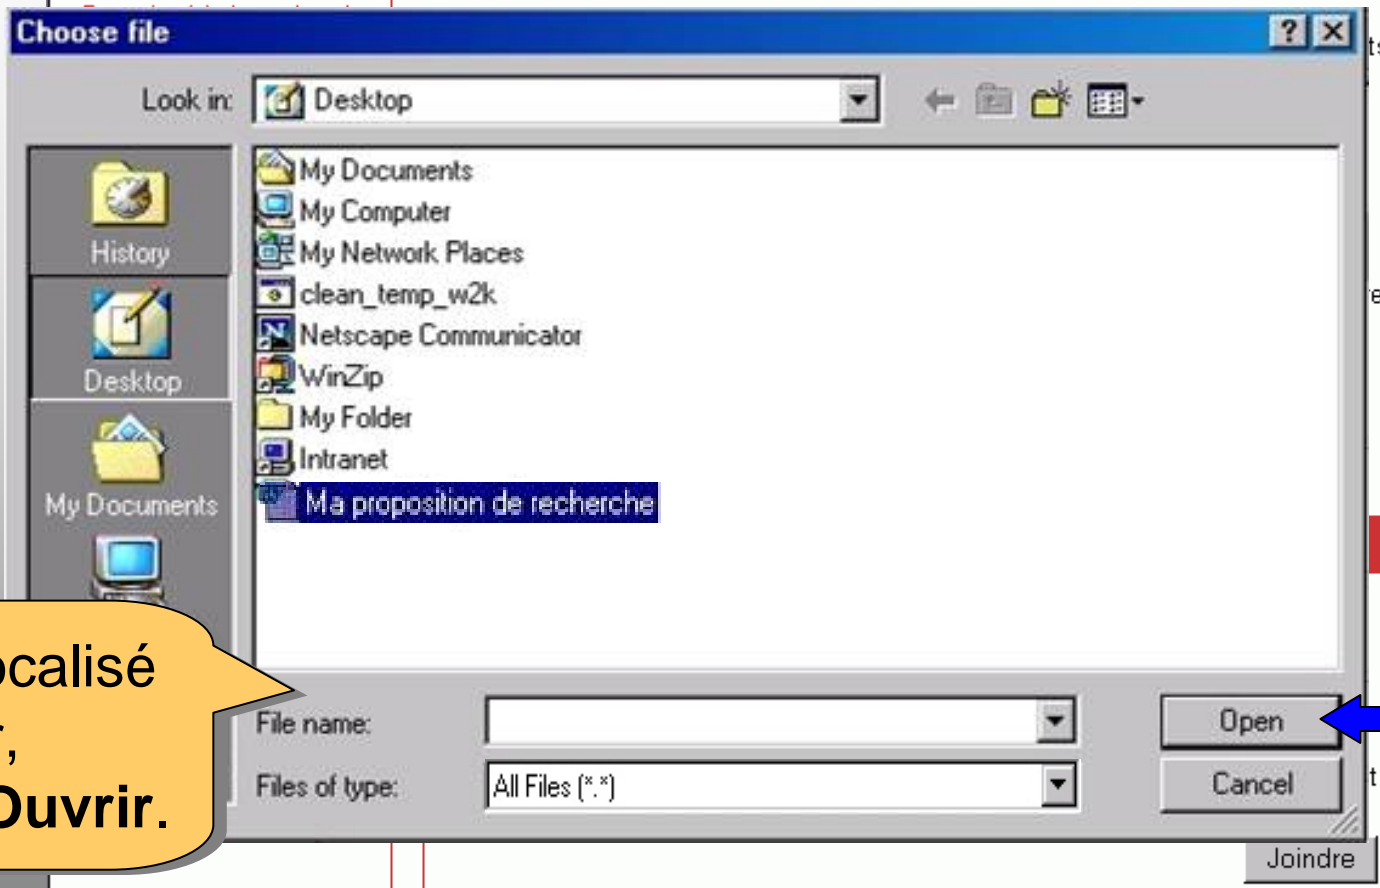 Choose file
Look in:
Desktop
History
Desktop
My Documents
My Documents
My Computer
My Network Places
clean_temp_w2k
Netscape Communicator
WinZip
My Folder
Intranet
Ma proposition de recherche
File name:
Open
Files of type:
All Files (*.*)
Cancel
ocalisé
r,
Ouvrir.
Joindre